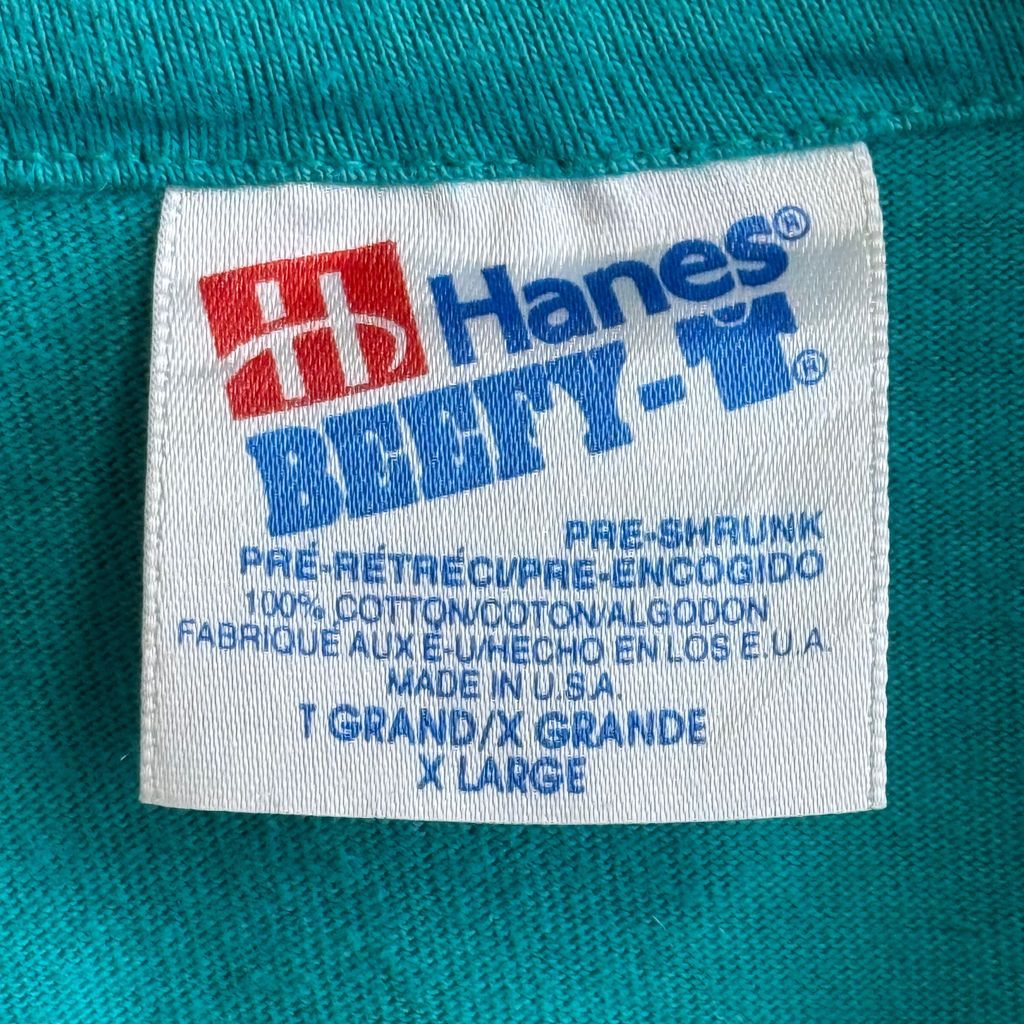 Hanes®
BEEFY-T®
PRE-SHRUNK
PRÉ-RÉTRÉCI/PRE-ENCOGIDO
100% COTTON/COTON/ALGODON
FABRIQUÉ AUX É-U/HECHO EN LOS E.U.A.
MADE IN U.S.A.
T GRAND/X GRANDE
X LARGE